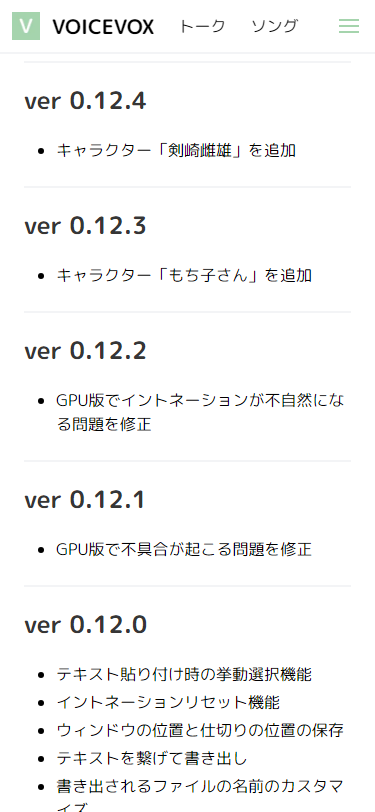 V VOICEVOX トーク ソング
ver 0.12.4
キャラクター「剣崎雌雄」を追加
ver 0.12.3
キャラクター「もち子さん」を追加
ver 0.12.2
GPU版でイントネーションが不自然にな
る問題を修正
ver 0.12.1
GPU版で不具合が起こる問題を修正
ver 0.12.0
テキスト貼り付け時の挙動選択機能
イントネーションリセット機能
ウィンドウの位置と仕切りの位置の保存
テキストを繋げて書き出し
書き出されるファイルの名前のカスタマ
イズ